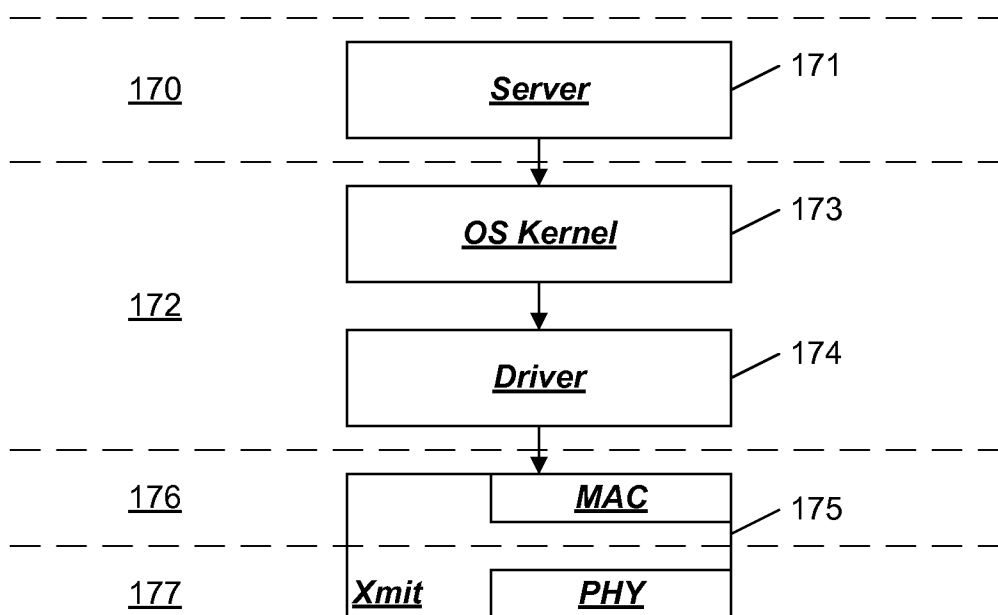 170
Server
171
OS Kernel
173
172
Driver
174
176
MAC
175
177
Xmit
PHY